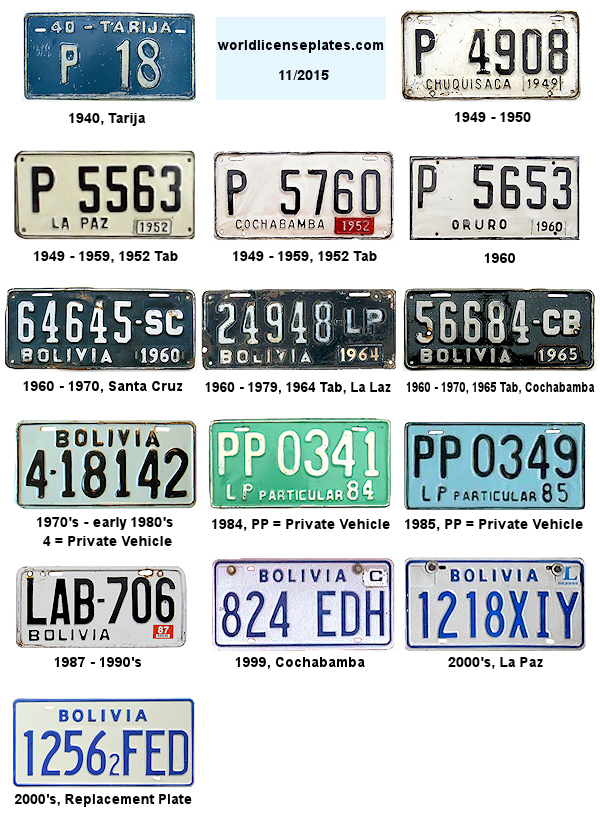 40 - TARIJA
P 18
1940, Tarija
worldlicenseplates.com
11/2015
P 4908
CHUQUISACA 1949
1949 - 1950
P 5563
LA PAZ 1952
1949 - 1959, 1952 Tab
P 5760
COCHABAMBA 1952
1949 - 1959, 1952 Tab
P 5653
ORURO 1960
1960
64645-SC
BOLIVIA 1960
1960 - 1970, Santa Cruz
24948-LP
BOLIVIA 1964
1960 - 1979, 1964 Tab, La Laz
56684-CB
BOLIVIA 1965
1960 - 1970, 1965 Tab, Cochabamba
BOLIVIA
4-18142
1970's - early 1980's
4 = Private Vehicle
PP 0341
LP PARTICULAR 84
1984, PP = Private Vehicle
PP 0349
LP PARTICULAR 85
1985, PP = Private Vehicle
LAB-706
BOLIVIA 87
1987 - 1990's
BOLIVIA C
824 EDH
1999, Cochabamba
BOLIVIA L
1218XIY
2000's, La Paz
BOLIVIA
1256 2 FED
2000's, Replacement Plate